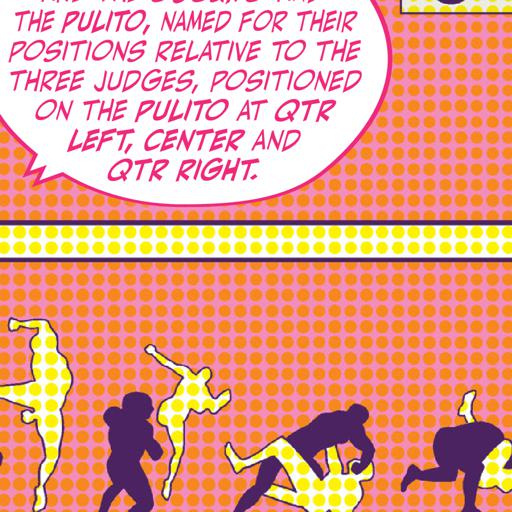 THE PULITO, NAMED FOR THEIR
POSITIONS RELATIVE TO THE
THREE JUDGES, POSITIONED
ON THE PULITO AT QTR
LEFT, CENTER AND
QTR RIGHT.